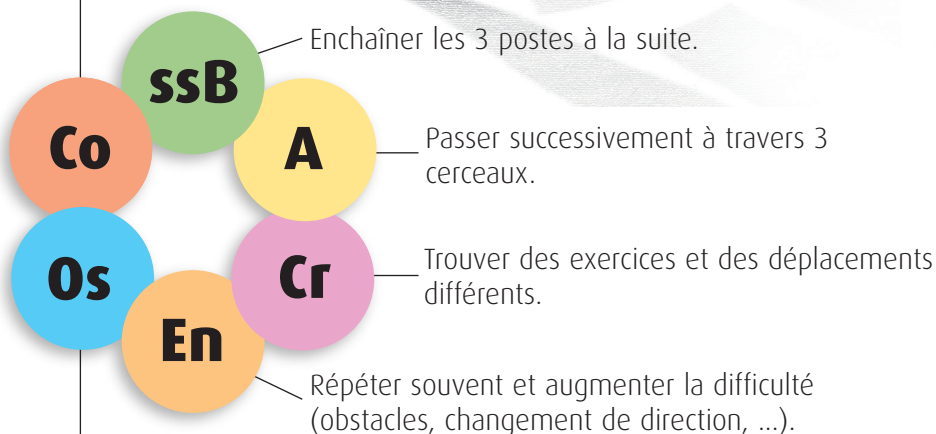 ssB
Enchaîner les 3 postes à la suite.
Co
A
Passer successivement à travers 3
cerceaux.
Os
Cr
Trouver des exercices et des déplacements
différents.
En
Répéter souvent et augmenter la difficulté
(obstacles, changement de direction, ...).